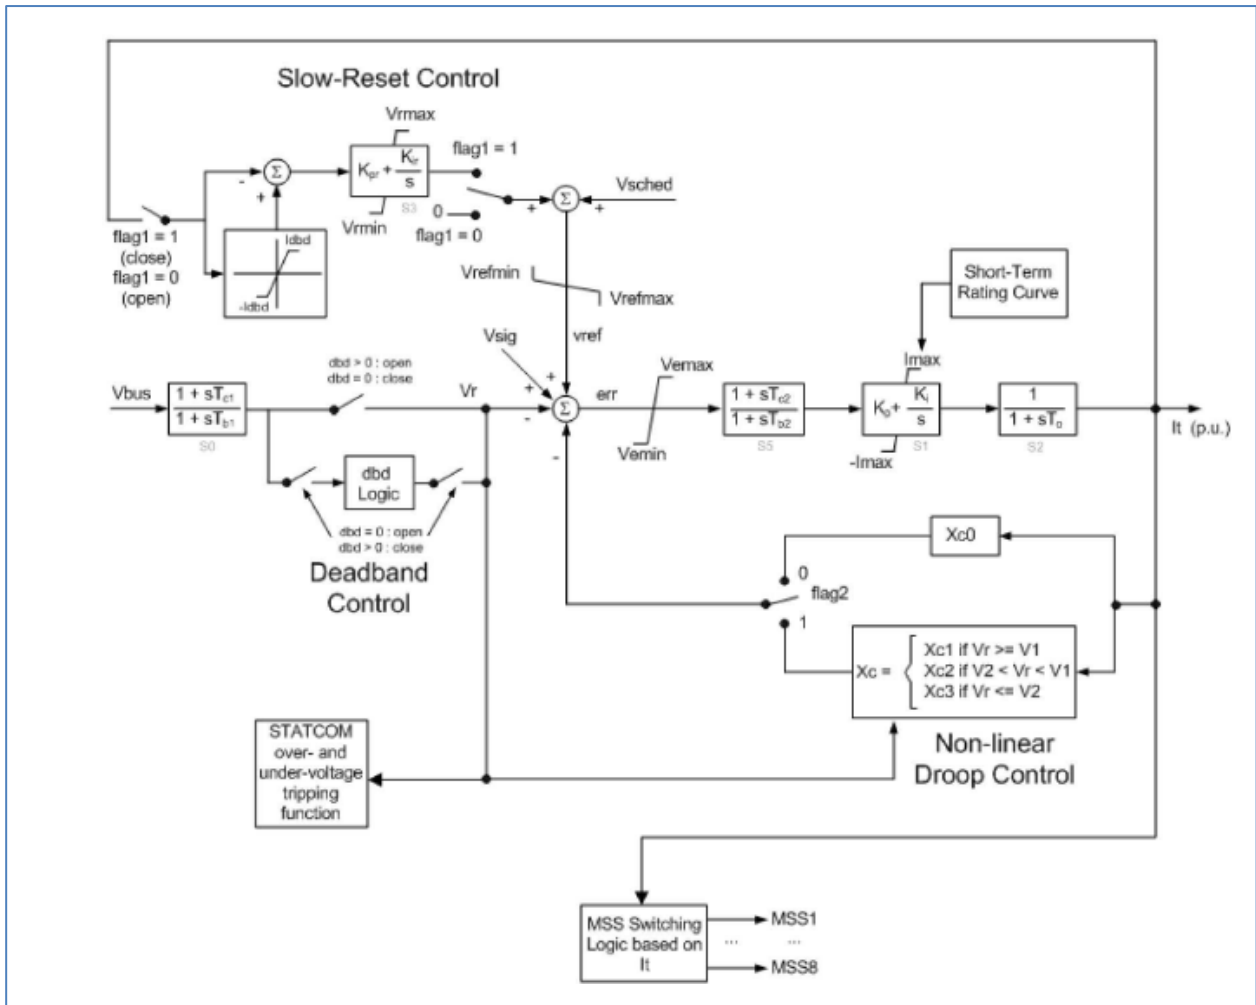 Slow-Reset Control
Vrmax
Kpr + Kir
s
Vrmin
S3
flag1 = 1
0
flag1 = 0
Σ
-
+
flag1 = 1
(close)
flag1 = 0
(open)
Idbd
-Idbd
Σ
+
+
Vsched
Vrefmin
Vrefmax
vref
Short-Term
Rating Curve
Vsig
Vbus
1 + sTc1
1 + sTb1
S0
dbd > 0 : open
dbd = 0 : close
Vr
+
+
-
-
Σ
err
Vemax
Vemin
1 + sTc2
1 + sTb2
S5
Imax
Ko + Ki
s
-Imax
S1
1
1 + sTo
S2
It (p.u.)
dbd
Logic
dbd = 0 : open
dbd > 0 : close
Deadband
Control
Xc0
0
flag2
1
Xc =
Xc1 if Vr >= V1
Xc2 if V2 < Vr < V1
Xc3 if Vr <= V2
Non-linear
Droop Control
STATCOM
over- and
under-voltage
tripping
function
MSS Switching
Logic based on
It
MSS1
... ...
MSS8